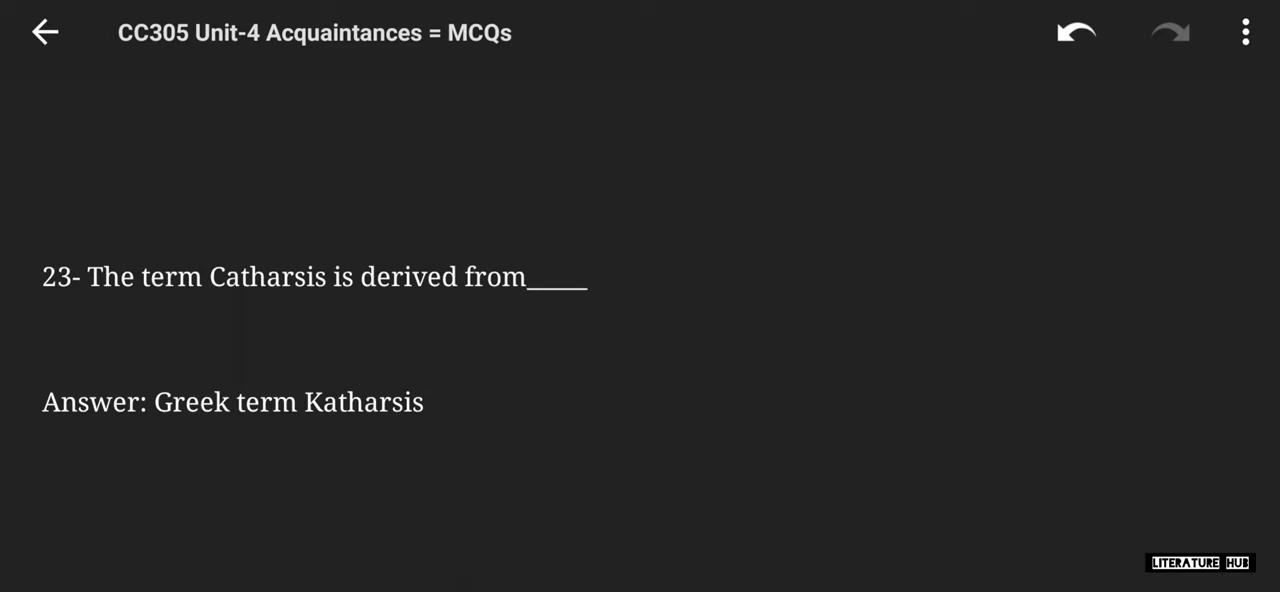 CC305 Unit-4 Acquaintances = MCQs
23- The term Catharsis is derived from_____
Answer: Greek term Katharsis
LITERATURE HUB